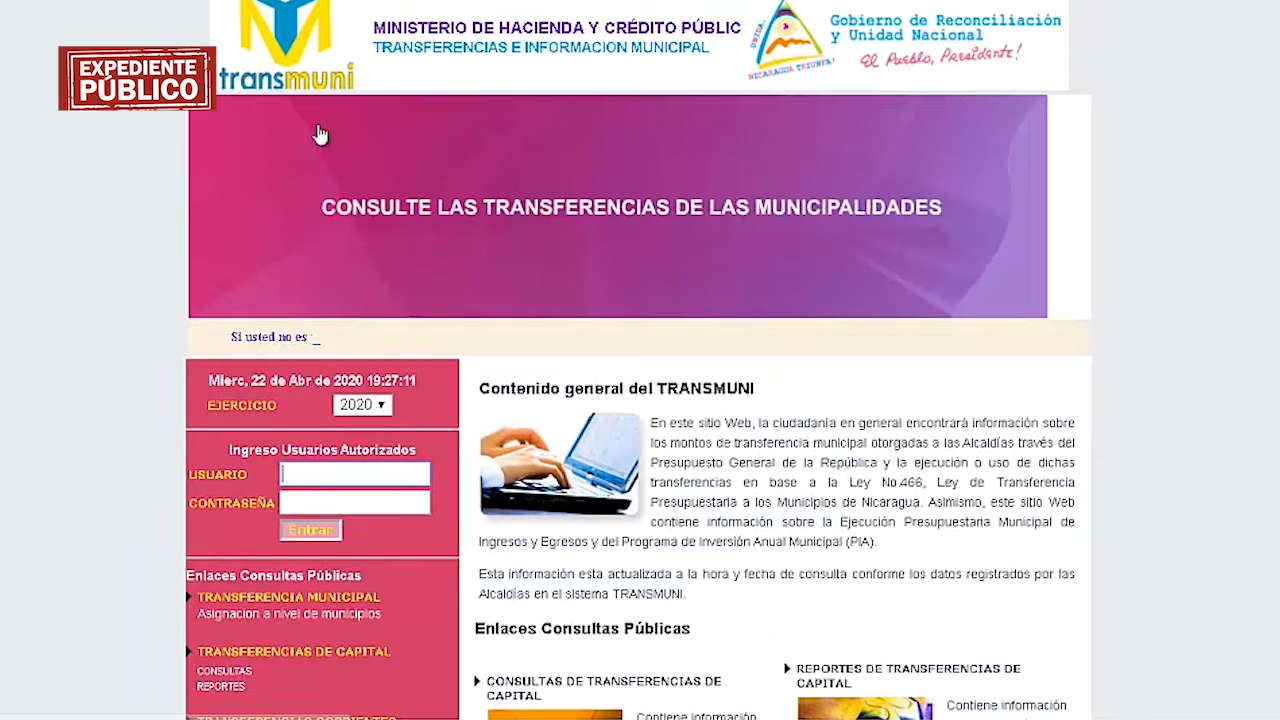 transmuni
MINISTERIO DE HACIENDA Y CRÉDITO PÚBLIC
TRANSFERENCIAS E INFORMACION MUNICIPAL
UNIDA,
NICARAGUA TRIUNFA!
Gobierno de Reconciliación
y Unidad Nacional
El Pueblo, Presidente!
EXPEDIENTE
PÚBLICO
CONSULTE LAS TRANSFERENCIAS DE LAS MUNICIPALIDADES
Si usted no es
Mierc, 22 de Abr de 2020 19:27:11
EJERCICIO 2020
Ingreso Usuarios Autorizados
USUARIO
CONTRASEÑA
Entrar
Enlaces Consultas Públicas
TRANSFERENCIA MUNICIPAL
Asignacion a nivel de municipios
TRANSFERENCIAS DE CAPITAL
CONSULTAS
REPORTES
TRANSFERENCIAS CORRIENTES
Contenido general del TRANSMUNI
En este sitio Web, la ciudadanía en general encontrará información sobre
los montos de transferencia municipal otorgadas a las Alcaldías través del
Presupuesto General de la República y la ejecución o uso de dichas
transferencias en base a la Ley No.466, Ley de Transferencia
Presupuestaria a los Municipios de Nicaragua. Asimismo, este sitio Web
contiene información sobre la Ejecución Presupuestaria Municipal de
Ingresos y Egresos y del Programa de Inversión Anual Municipal (PIA).
Esta información esta actualizada a la hora y fecha de consulta conforme los datos registrados por las
Alcaldías en el sistema TRANSMUNI.
Enlaces Consultas Públicas
CONSULTAS DE TRANSFERENCIAS DE
CAPITAL
Contiene información
REPORTES DE TRANSFERENCIAS DE
CAPITAL
Contiene información